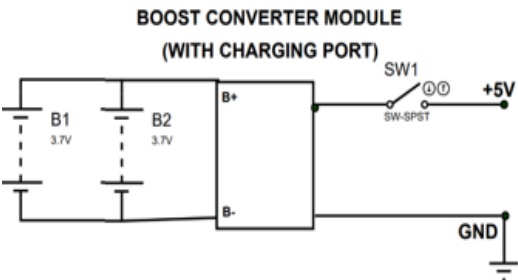 BOOST CONVERTER MODULE
(WITH CHARGING PORT)
SW1
+5V
SW-SPST
B+
B1
3.7V
B2
3.7V
B-
GND